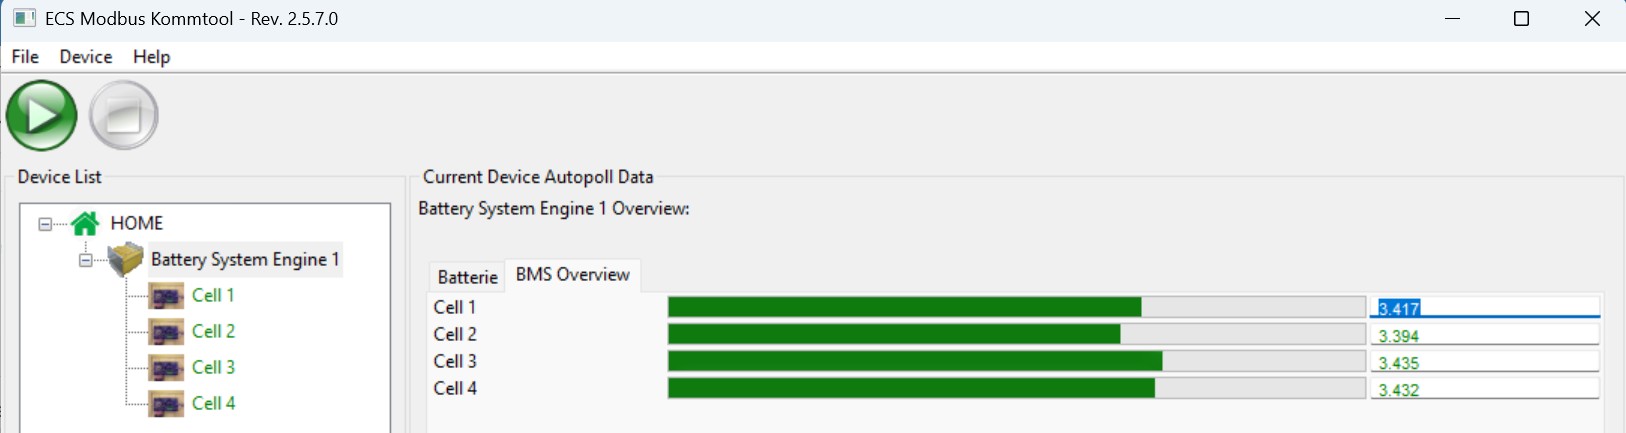 ECS Modbus Kommtool - Rev. 2.5.7.0
File Device Help
Device List
HOME
Battery System Engine 1
Cell 1
Cell 2
Cell 3
Cell 4
Current Device Autopoll Data
Battery System Engine 1 Overview:
Batterie BMS Overview
Cell 1 3.417
Cell 2 3.394
Cell 3 3.435
Cell 4 3.432